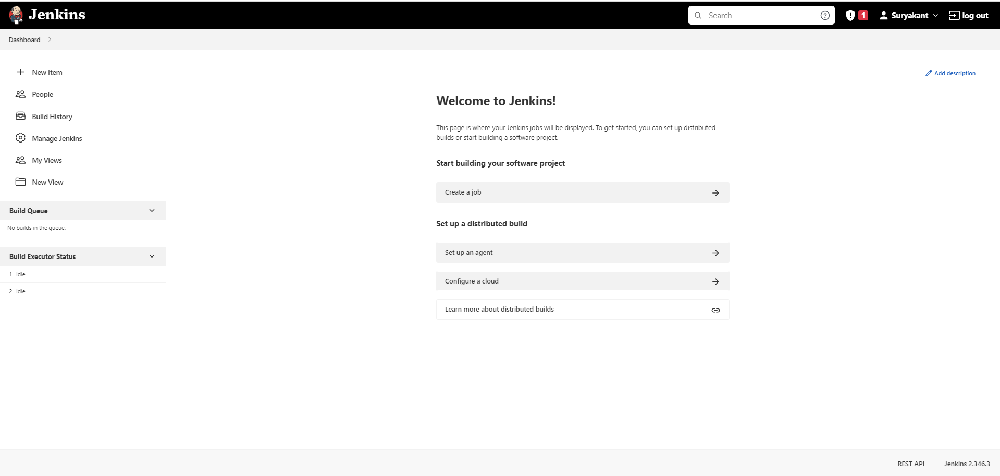 Jenkins
Search
1
Suryakant
log out
Dashboard
New Item
People
Build History
Manage Jenkins
My Views
New View
Build Queue
No builds in the queue.
Build Executor Status
1 Idle
2 Idle
Add description
Welcome to Jenkins!
This page is where your Jenkins jobs will be displayed. To get started, you can set up distributed
builds or start building a software project.
Start building your software project
Create a job
Set up a distributed build
Set up an agent
Configure a cloud
Learn more about distributed builds
REST API
Jenkins 2.346.3